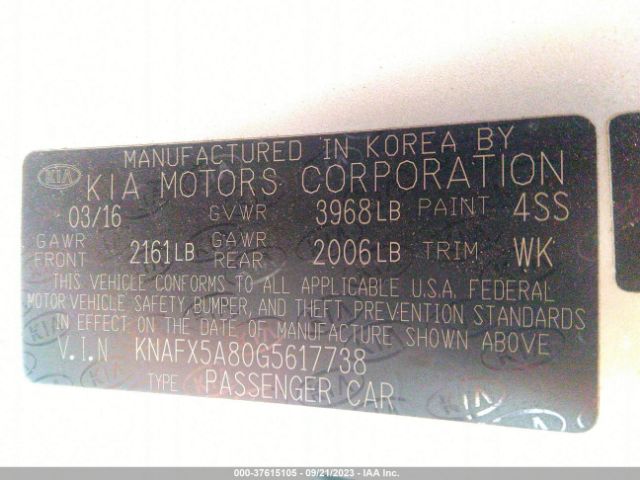 MANUFACTURED IN KOREA BY
KIA KIA MOTORS CORPORATION
03/16 GVWR 3968LB PAINT 4SS
GAWR FRONT 2161LB GAWR REAR 2006LB TRIM WK
THIS VEHICLE CONFORMS TO ALL APPLICABLE U.S.A. FEDERAL
MOTOR VEHICLE SAFETY, BUMPER, AND THEFT PREVENTION STANDARDS
IN EFFECT ON THE DATE OF MANUFACTURE SHOWN ABOVE
V.I.N KNAFX5A80G5617738
TYPE PASSENGER CAR
000-37615105 - 09/21/2023 - IAA Inc.